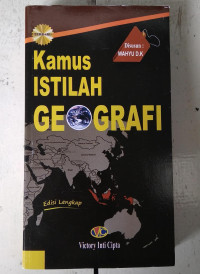 Disusun :
WAHYU D.K
Kamus
ISTILAH
GEOGRAFI
Edisi Lengkap
Victory Inti Cipta